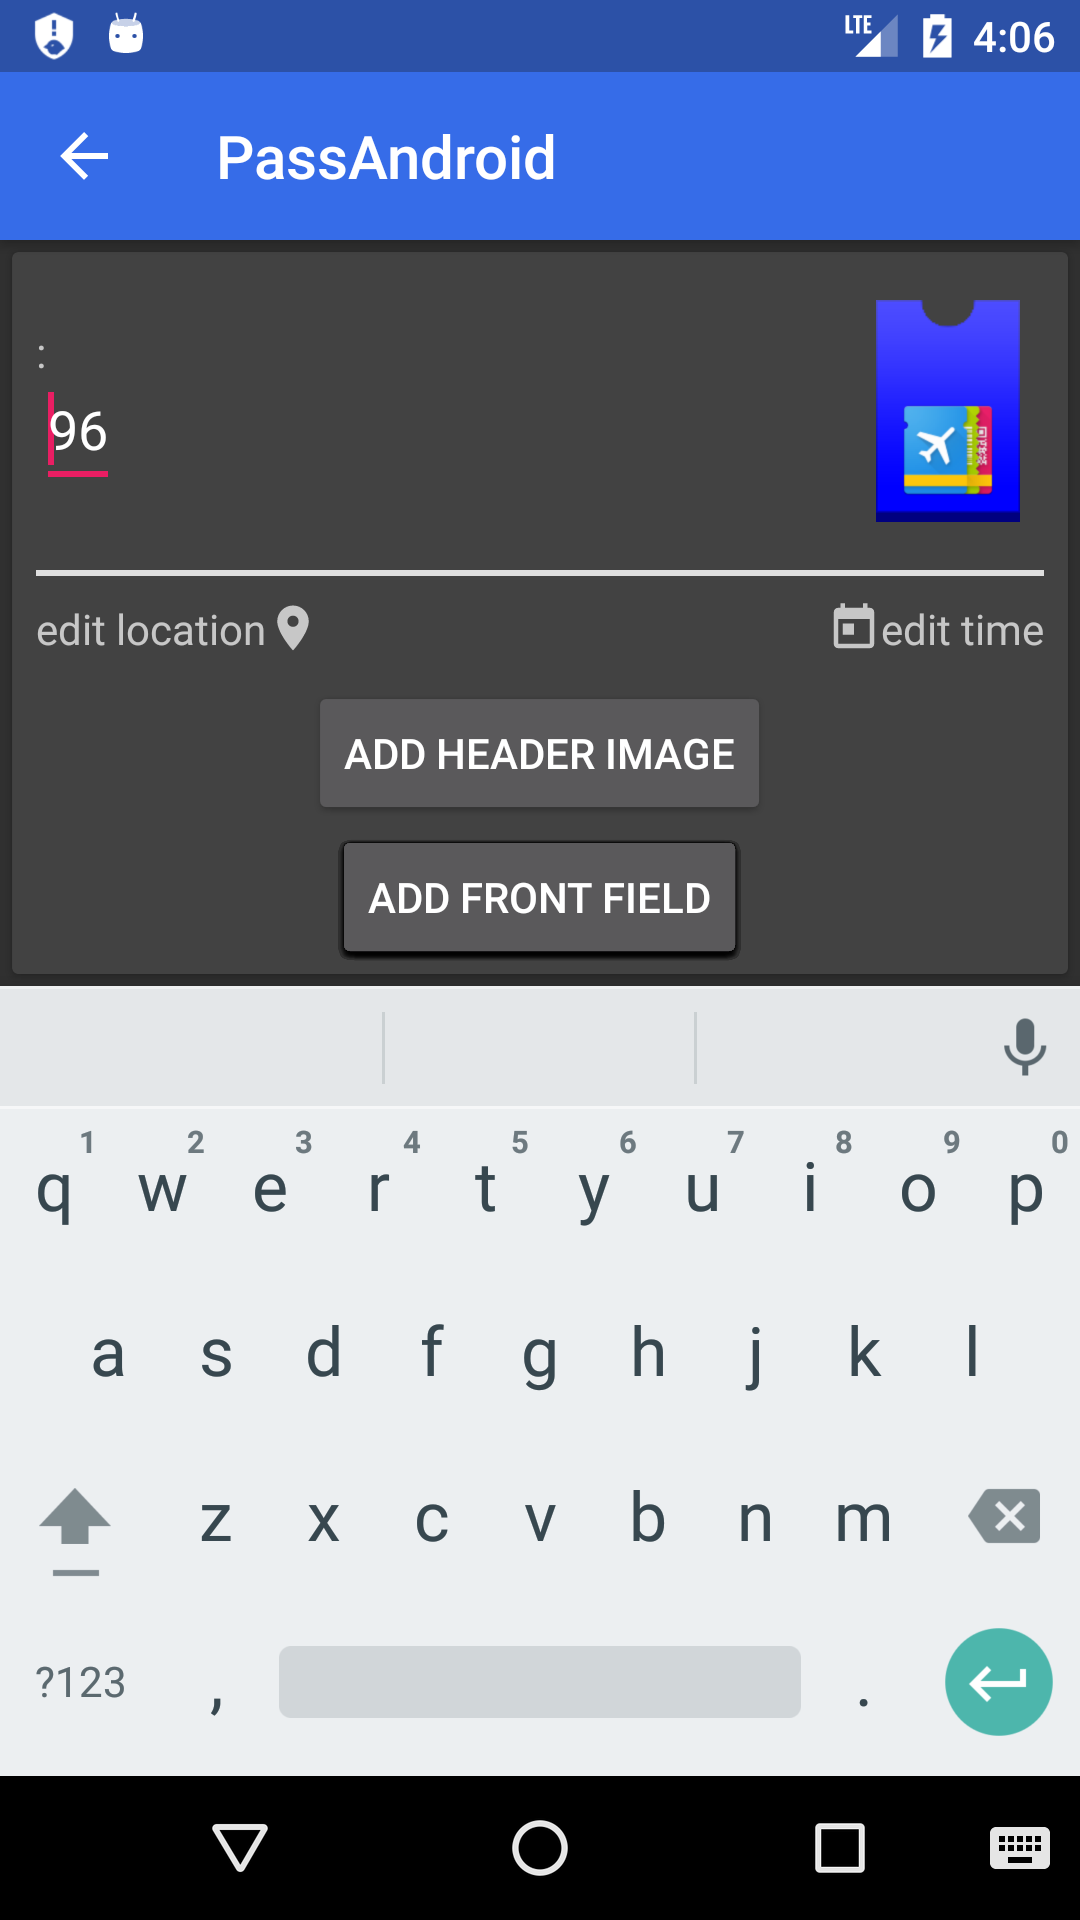 LTE 4:06
PassAndroid
:
96
edit location edit time
ADD HEADER IMAGE
ADD FRONT FIELD
1 2 3 4 5 6 7 8 9 0
q w e r t y u i o p
a s d f g h j k l
z x c v b n m
?123 , .